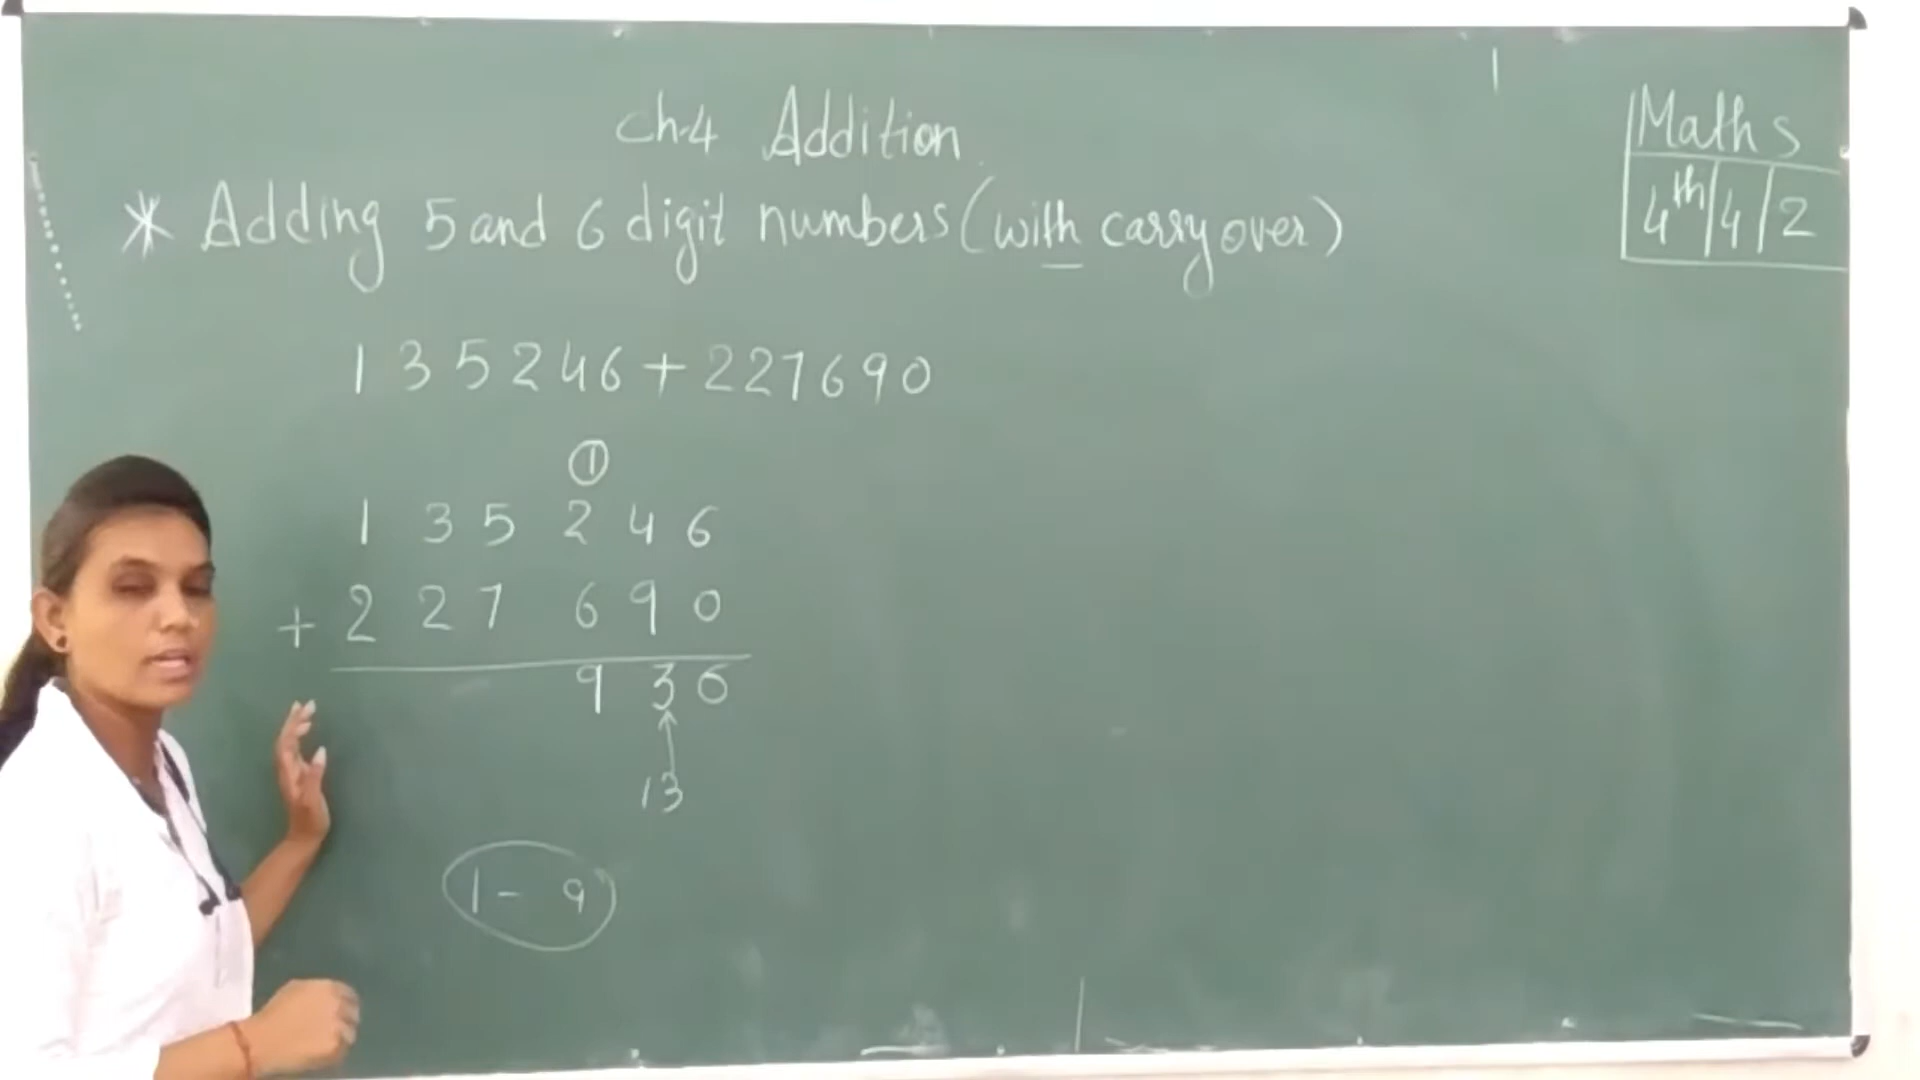 Ch.4 Addition
Maths
4th/4/2
* Adding 5 and 6 digit numbers (with carry over)
135246 + 227690
1
1 3 5 2 4 6
+ 2 2 7 6 9 0
9 3 6
13
1 - 9